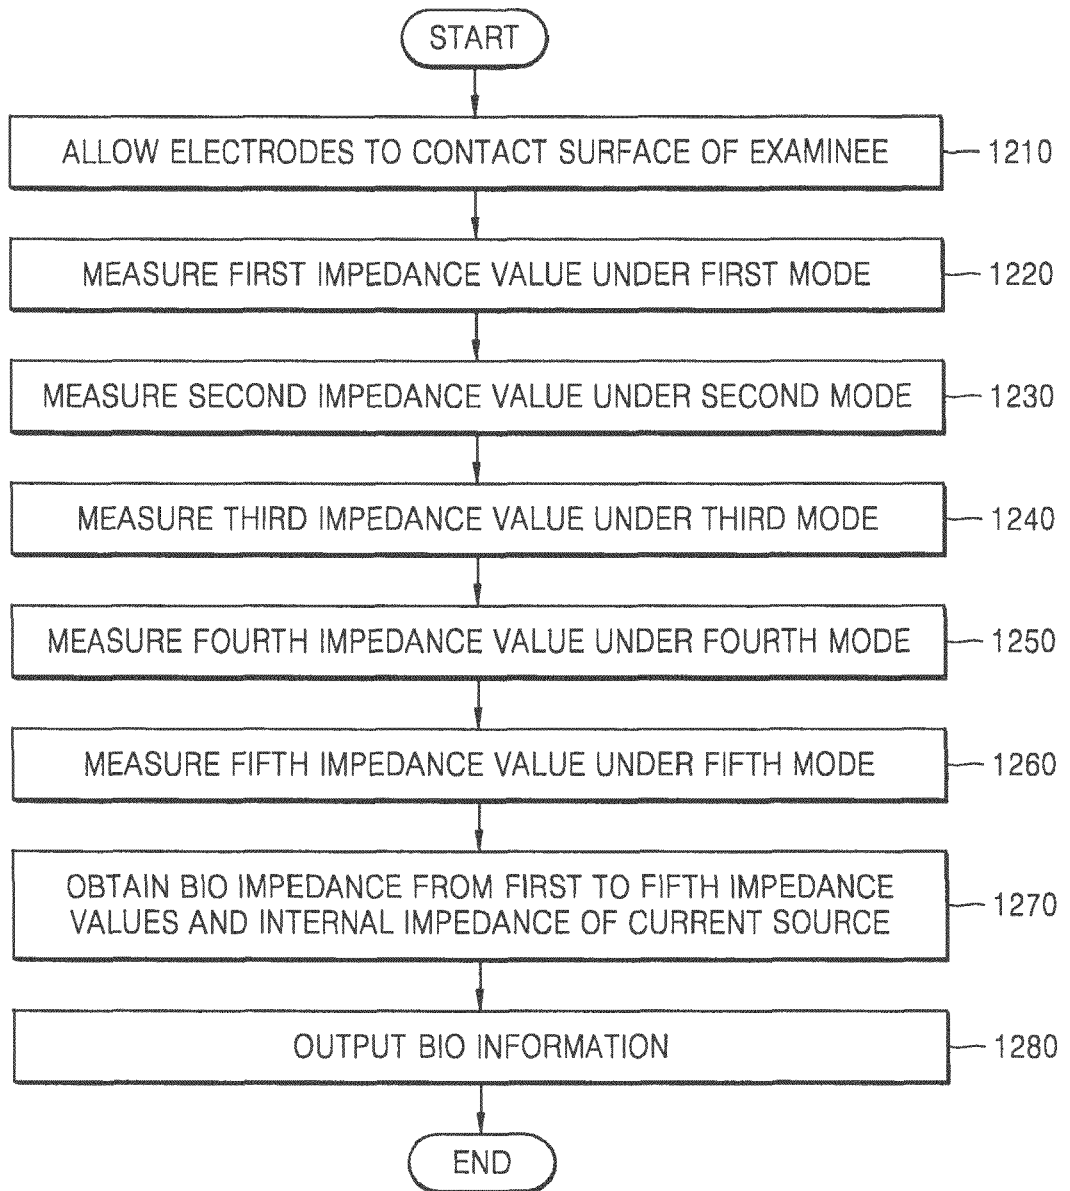 START
ALLOW ELECTRODES TO CONTACT SURFACE OF EXAMINEE
1210
MEASURE FIRST IMPEDANCE VALUE UNDER FIRST MODE
1220
MEASURE SECOND IMPEDANCE VALUE UNDER SECOND MODE
1230
MEASURE THIRD IMPEDANCE VALUE UNDER THIRD MODE
1240
MEASURE FOURTH IMPEDANCE VALUE UNDER FOURTH MODE
1250
MEASURE FIFTH IMPEDANCE VALUE UNDER FIFTH MODE
1260
OBTAIN BIO IMPEDANCE FROM FIRST TO FIFTH IMPEDANCE
VALUES AND INTERNAL IMPEDANCE OF CURRENT SOURCE
1270
OUTPUT BIO INFORMATION
1280
END